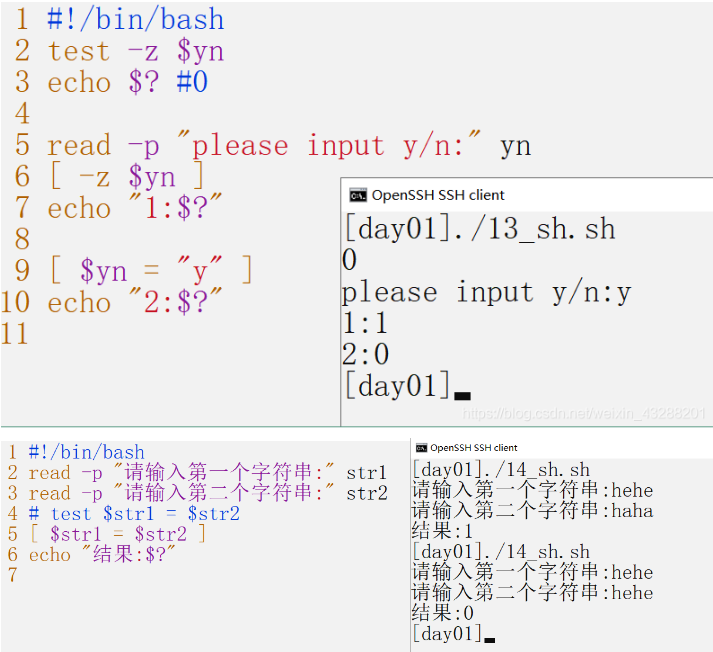 1 #!/bin/bash
2 test -z $yn
3 echo $? #0
4
5 read -p "please input y/n:" yn
6 [ -z $yn ]
7 echo "1:$?"
8
9 [ $yn = "y" ]
10 echo "2:$?"
11
OpenSSH SSH client
[day01]./13_sh.sh
0
please input y/n:y
1:1
2:0
[day01]
https://blog.csdn.net/weixin_43288201
1 #!/bin/bash
2 read -p "请输入第一个字符串:" str1
3 read -p "请输入第二个字符串:" str2
4 # test $str1 = $str2
5 [ $str1 = $str2 ]
6 echo "结果:$?"
7
OpenSSH SSH client
[day01]./14_sh.sh
请输入第一个字符串:hehe
请输入第二个字符串:haha
结果:1
[day01]./14_sh.sh
请输入第一个字符串:hehe
请输入第二个字符串:hehe
结果:0
[day01]